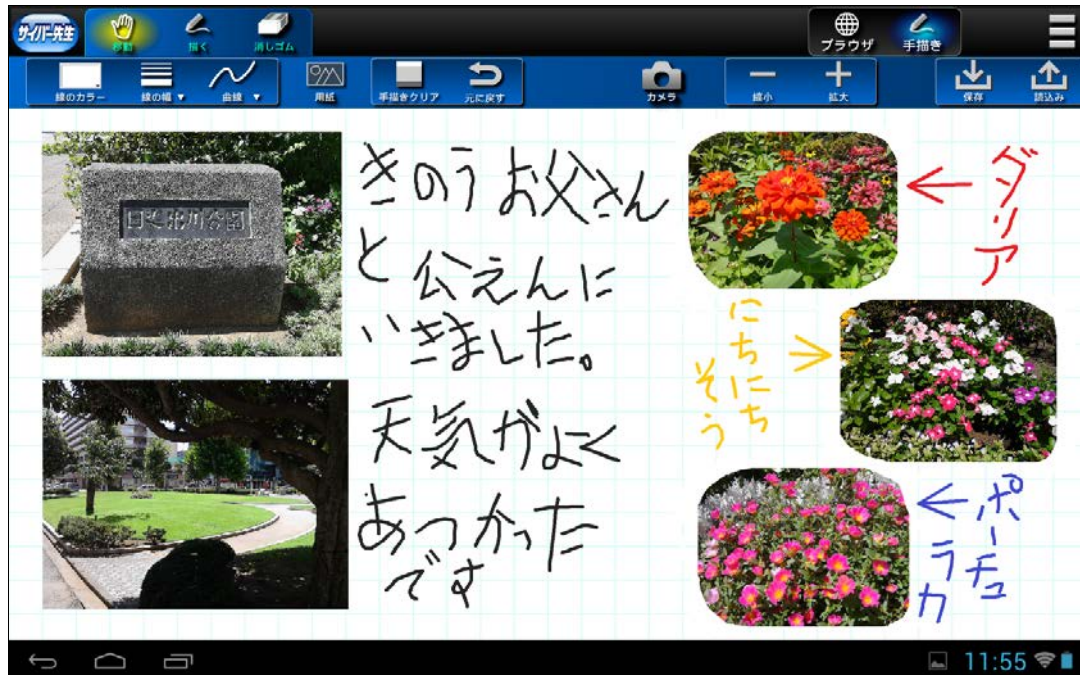 サイバー先生
移動
描く
消しゴム
ブラウザ
手描き
線のカラー
線の幅 ▼
曲線 ▼
用紙
手描きクリア
元に戻す
カメラ
縮小
拡大
保存
読込み
きのうお父さん
と公えんに
いきました。
天気がよく
あつかった
です
ダリア
にちにち
そう
ポーチュ
ラカ
11:55